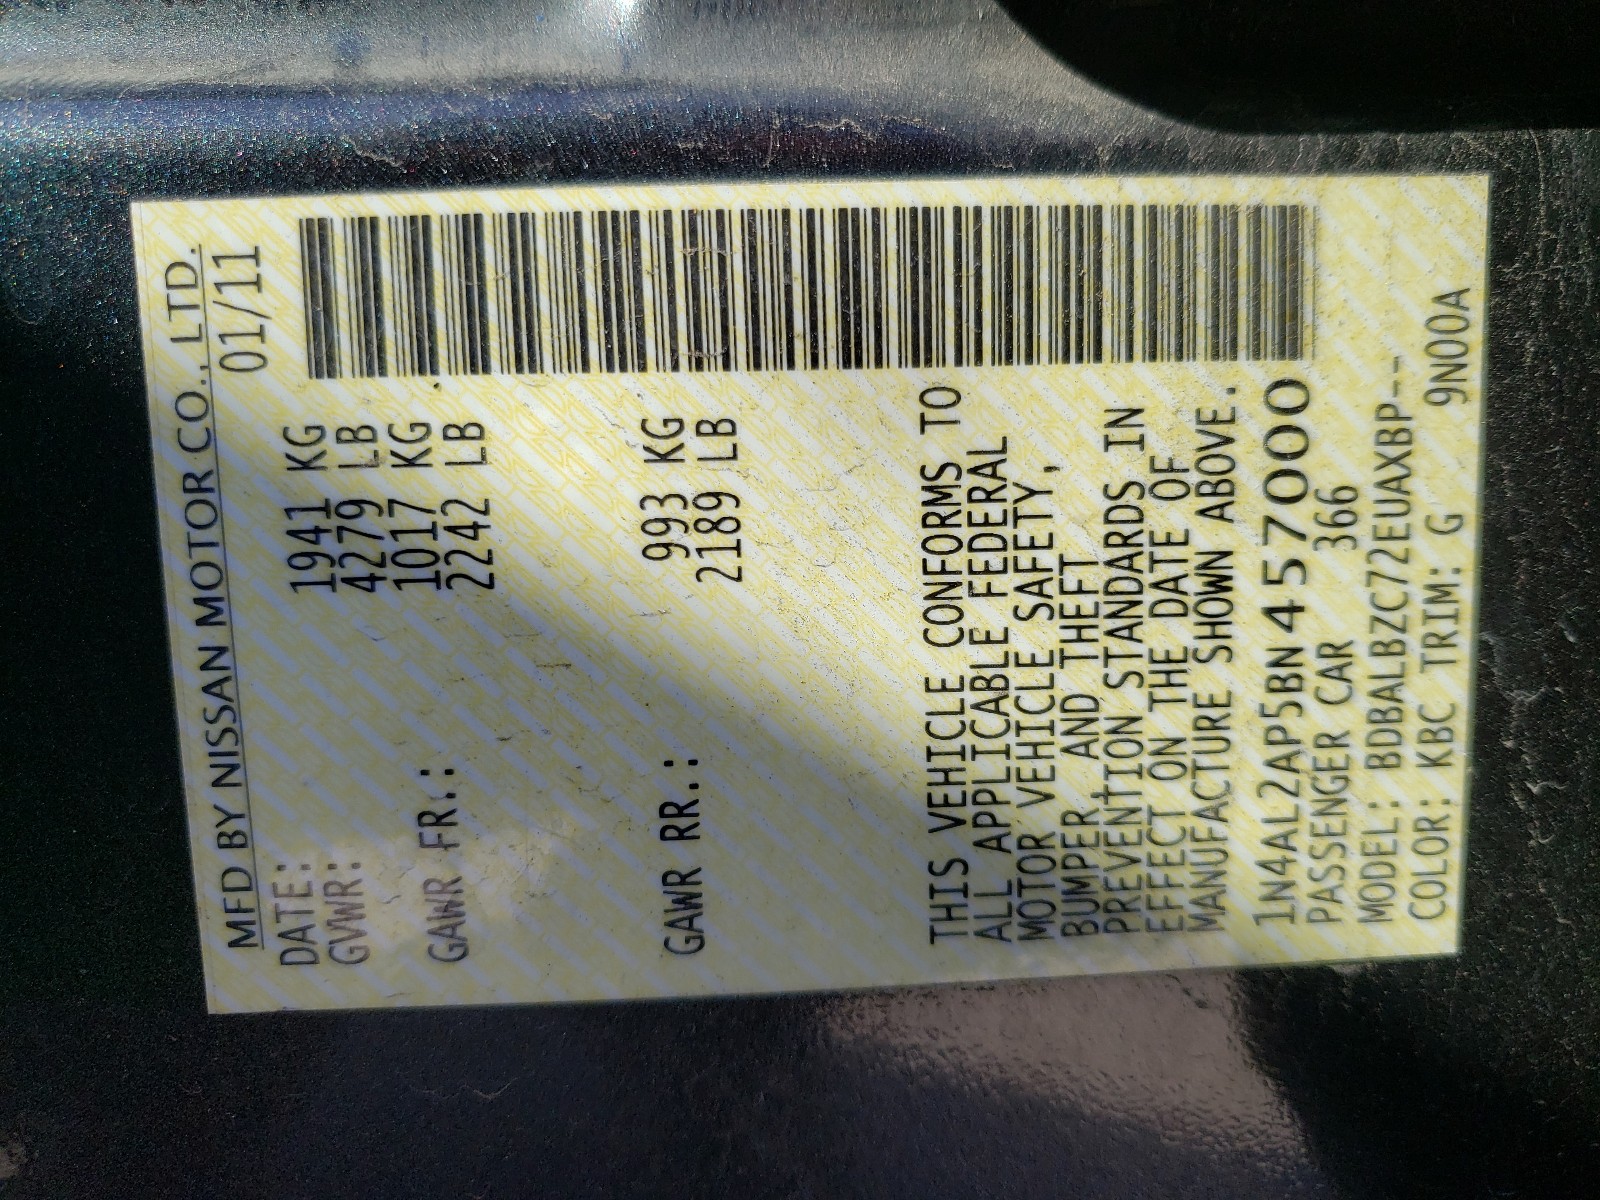 MFD BY NISSAN MOTOR CO., LTD.
DATE: 01/11
GVWR: 1941 KG
4279 LB
GAWR FR.: 1017 KG
2242 LB
GAWR RR.: 993 KG
2189 LB
THIS VEHICLE CONFORMS TO
ALL APPLICABLE FEDERAL
MOTOR VEHICLE SAFETY,
BUMPER AND THEFT
PREVENTION STANDARDS IN
EFFECT ON THE DATE OF
MANUFACTURE SHOWN ABOVE.
1N4AL2AP5BN457000
PASSENGER CAR 366
MODEL: BDBALBZC72EUAXBP--
COLOR: KBC TRIM: G 9N00A